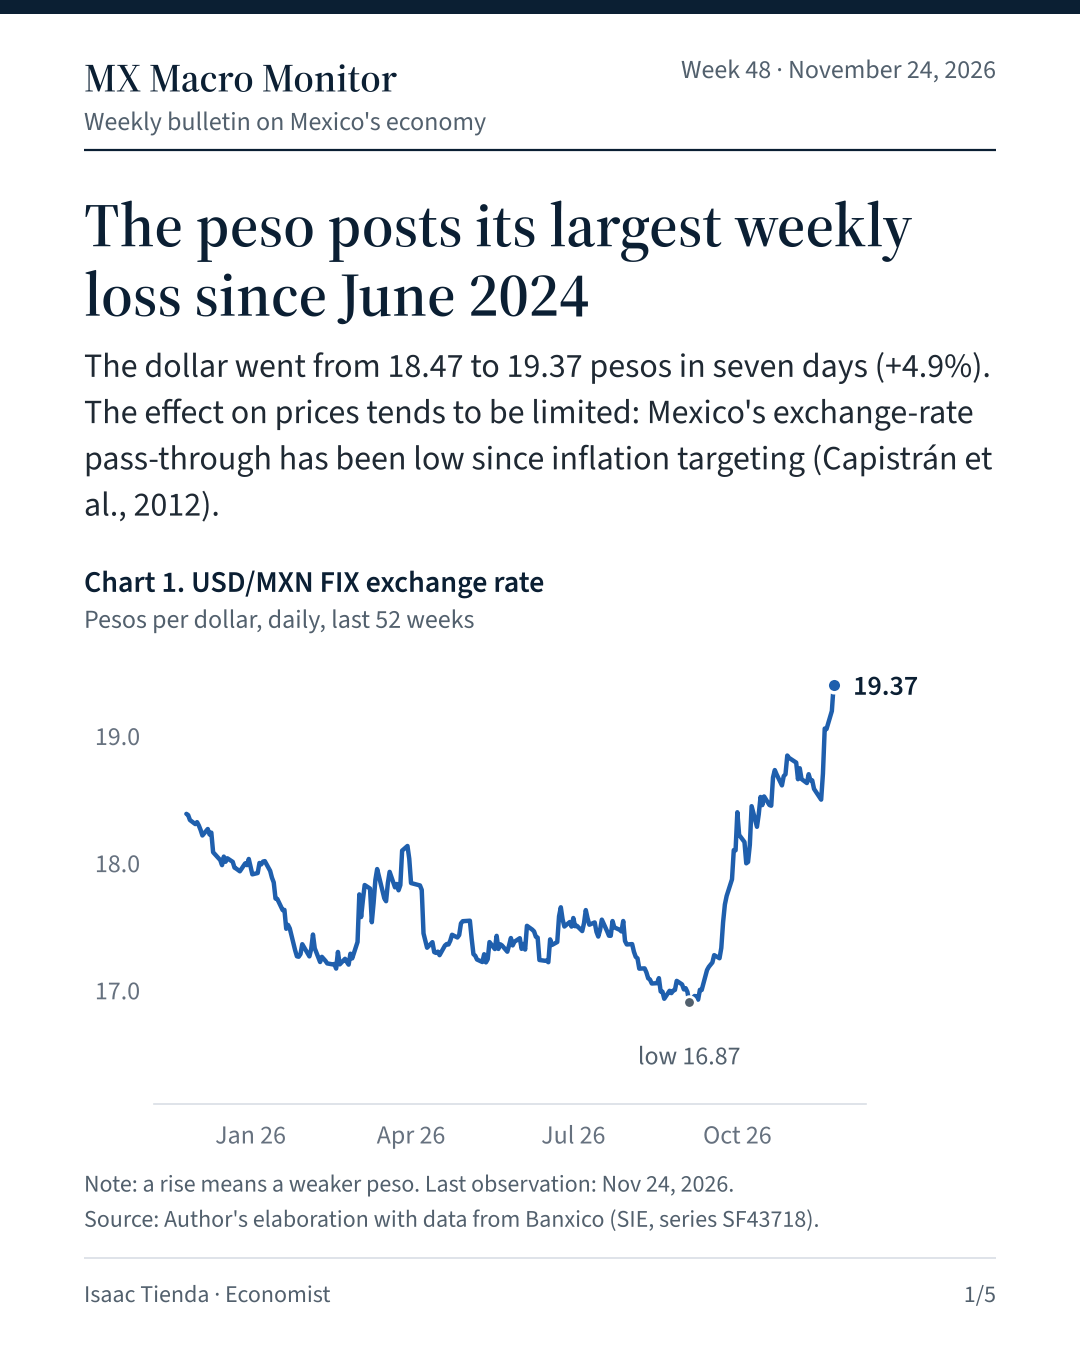 MX Macro Monitor
Week 48 · November 24, 2026
Weekly bulletin on Mexico's economy
The peso posts its largest weekly
loss since June 2024
The dollar went from 18.47 to 19.37 pesos in seven days (+4.9%).
The effect on prices tends to be limited: Mexico's exchange-rate
pass-through has been low since inflation targeting (Capistrán et
al., 2012).
Chart 1. USD/MXN FIX exchange rate
Pesos per dollar, daily, last 52 weeks
19.37
19.0
18.0
17.0
low 16.87
Jan 26 Apr 26 Jul 26 Oct 26
Note: a rise means a weaker peso. Last observation: Nov 24, 2026.
Source: Author's elaboration with data from Banxico (SIE, series SF43718).
Isaac Tienda · Economist
1/5